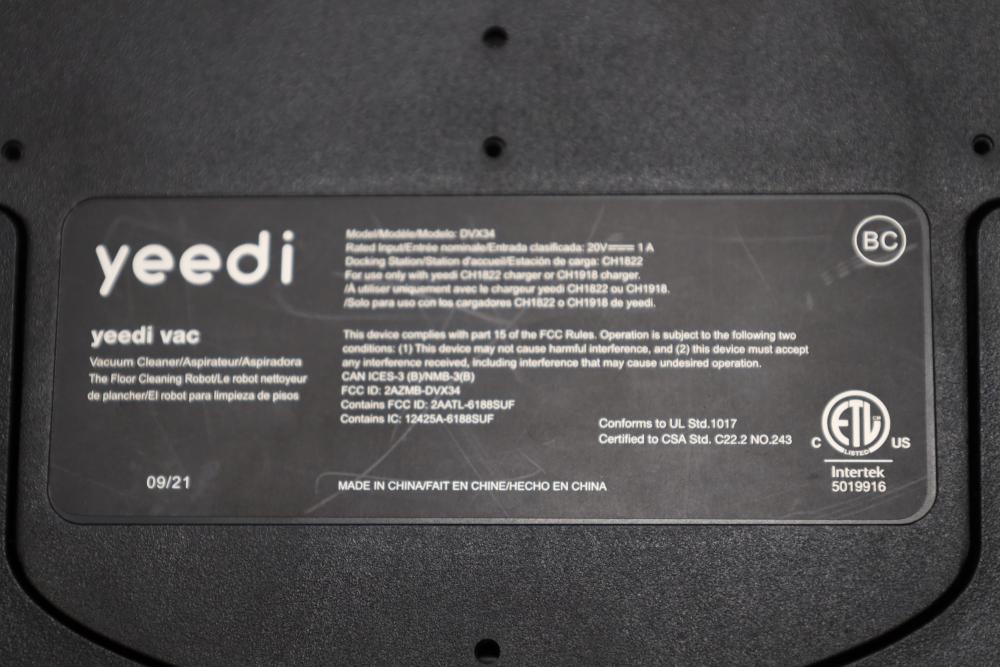 yeedi
yeedi vac
Vacuum Cleaner/Aspirateur/Aspiradora
The Floor Cleaning Robot/Le robot nettoyeur
de plancher/El robot para limpieza de pisos
09/21
Model/Modèle/Modelo: DVX34
Rated Input/Entrée nominale/Entrada clasificada: 20V⎓ 1 A
Docking Station/Station d'accueil/Estación de carga: CH1822
For use only with yeedi CH1822 charger or CH1918 charger.
/À utiliser uniquement avec le chargeur yeedi CH1822 ou CH1918.
/Solo para uso con los cargadores CH1822 o CH1918 de yeedi.
This device complies with part 15 of the FCC Rules. Operation is subject to the following two
conditions: (1) This device may not cause harmful interference, and (2) this device must accept
any interference received, including interference that may cause undesired operation.
CAN ICES-3 (B)/NMB-3(B)
FCC ID: 2AZMB-DVX34
Contains FCC ID: 2AATL-6188SUF
Contains IC: 12425A-6188SUF
MADE IN CHINA/FAIT EN CHINE/HECHO EN CHINA
Conforms to UL Std.1017
Certified to CSA Std. C22.2 NO.243
BC
C ETL CM US
LISTED
Intertek
5019916